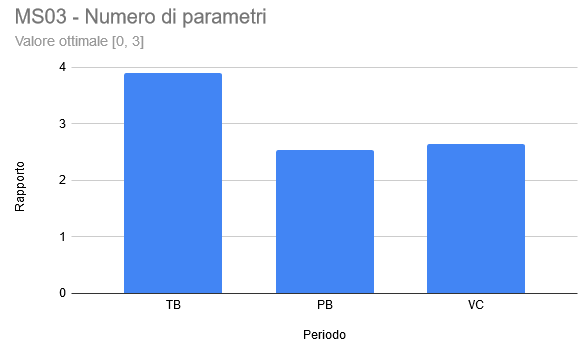 MS03 - Numero di parametri
Valore ottimale [0, 3]
4
3
2
1
0
Rapporto
TB
PB
VC
Periodo